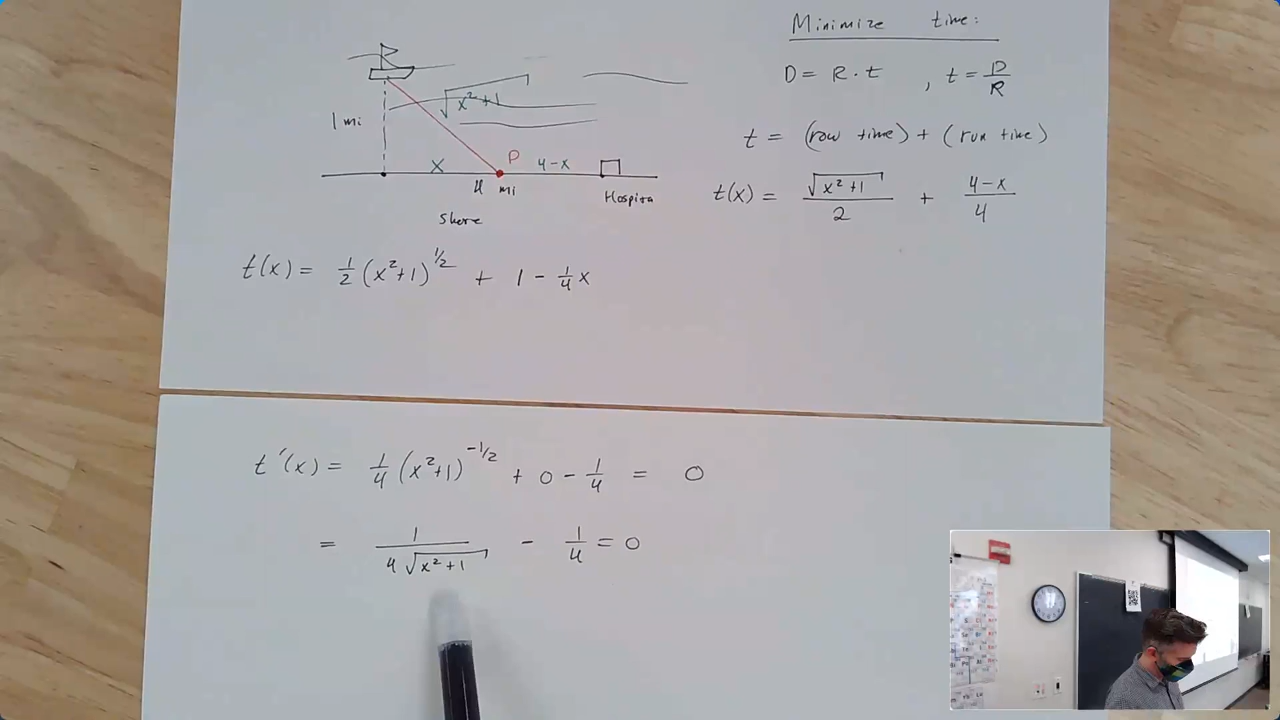 Minimize time:
D = R · t , t = D/R
√x²+1
1 mi
x P 4-x
4 mi
Hospita
Shore
t = (row time) + (run time)
t(x) = √x²+1/2 + 4-x/4
t(x) = 1/2 (x²+1)^1/2 + 1 - 1/4 x
t'(x) = 1/4 (x²+1)^-1/2 + 0 - 1/4 = 0
= 1/4√x²+1 - 1/4 = 0